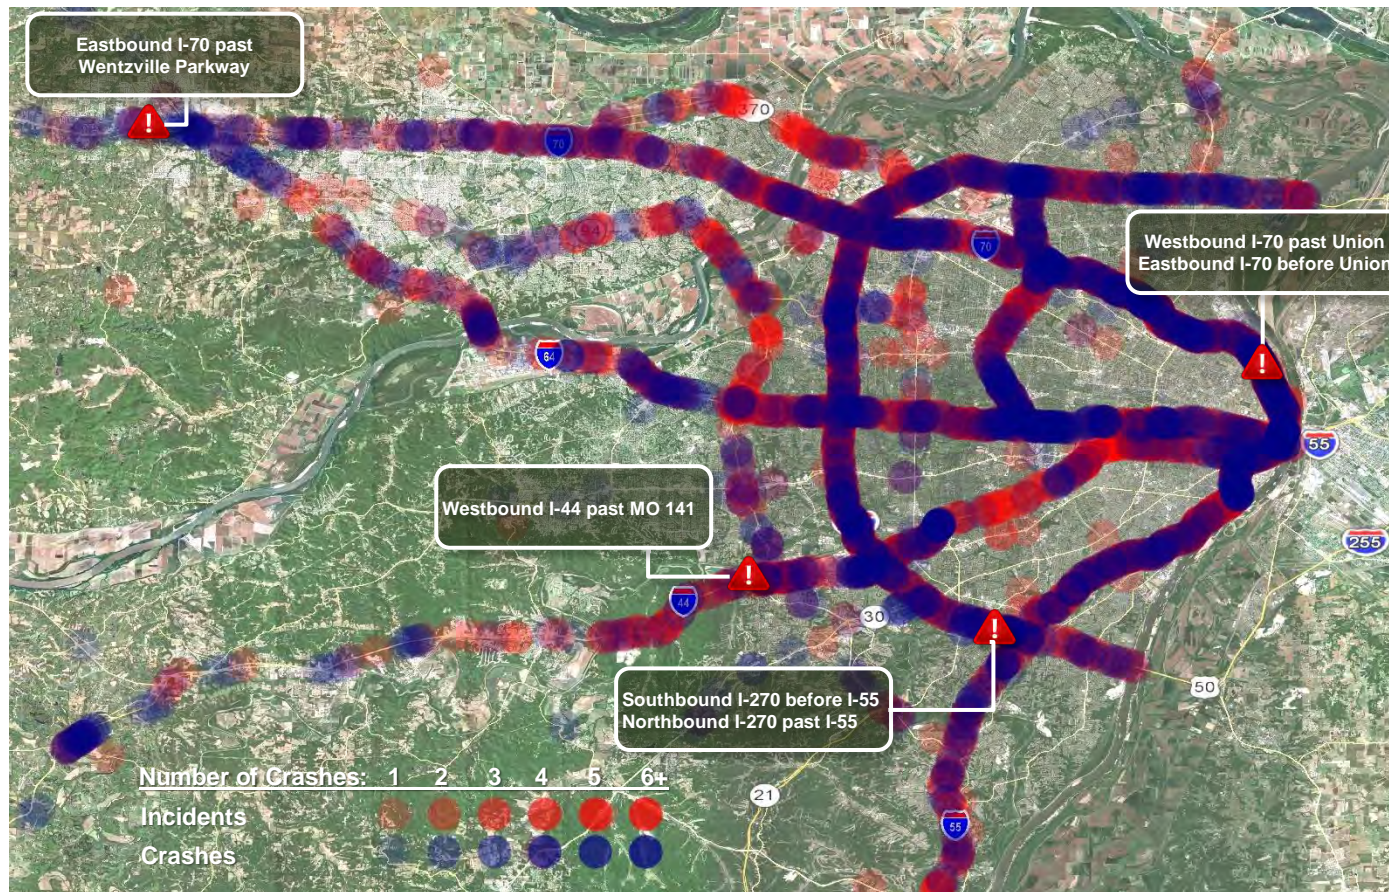 Eastbound I-70 past
Wentzville Parkway
370
70
94
70
Westbound I-70 past Union
Eastbound I-70 before Union
64
55
Westbound I-44 past MO 141
255
44
30
Southbound I-270 before I-55
Northbound I-270 past I-55
50
21
55
Number of Crashes: 1 2 3 4 5 6+
Incidents
Crashes